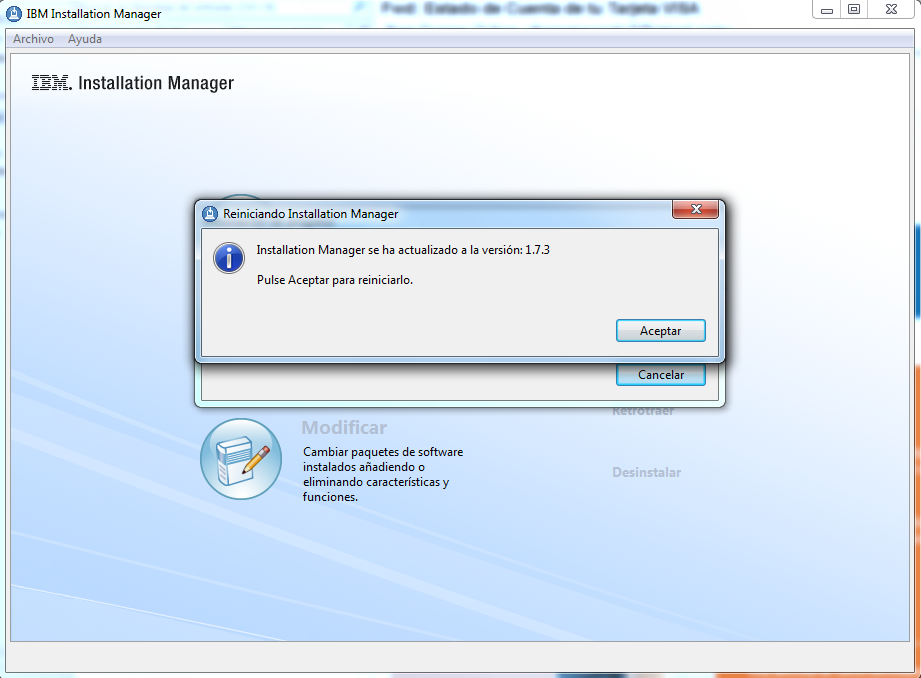 IBM Installation Manager
Fwd: Estado de Cuenta de tu Tarjeta VISA
Archivo Ayuda
IBM. Installation Manager
Reiniciando Installation Manager
Installation Manager se ha actualizado a la versión: 1.7.3
Pulse Aceptar para reiniciarlo.
Aceptar
Cancelar
Retrotraer
Modificar
Cambiar paquetes de software
instalados añadiendo o
eliminando características y
funciones.
Desinstalar